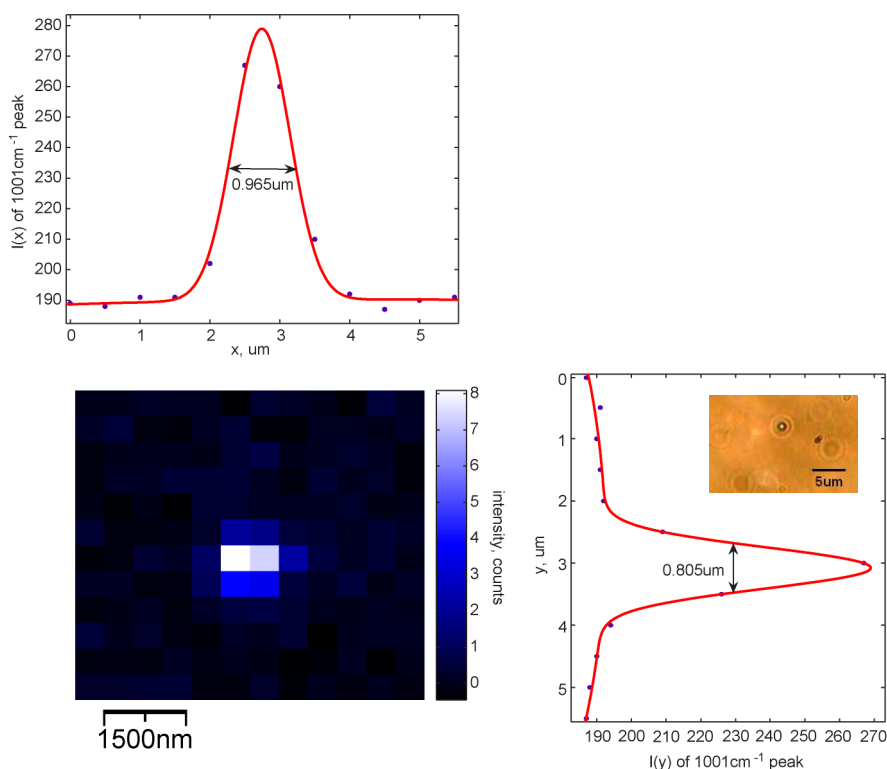 280
270
260
250
240
230
220
210
200
190
I(x) of 1001cm⁻¹ peak
0.965um
0 1 2 3 4 5
x, um
8
7
6
5
4
3
2
1
0
intensity, counts
1500nm
0
1
2
3
4
5
y, um
5um
0.805um
190 200 210 220 230 240 250 260 270
I(y) of 1001cm⁻¹ peak